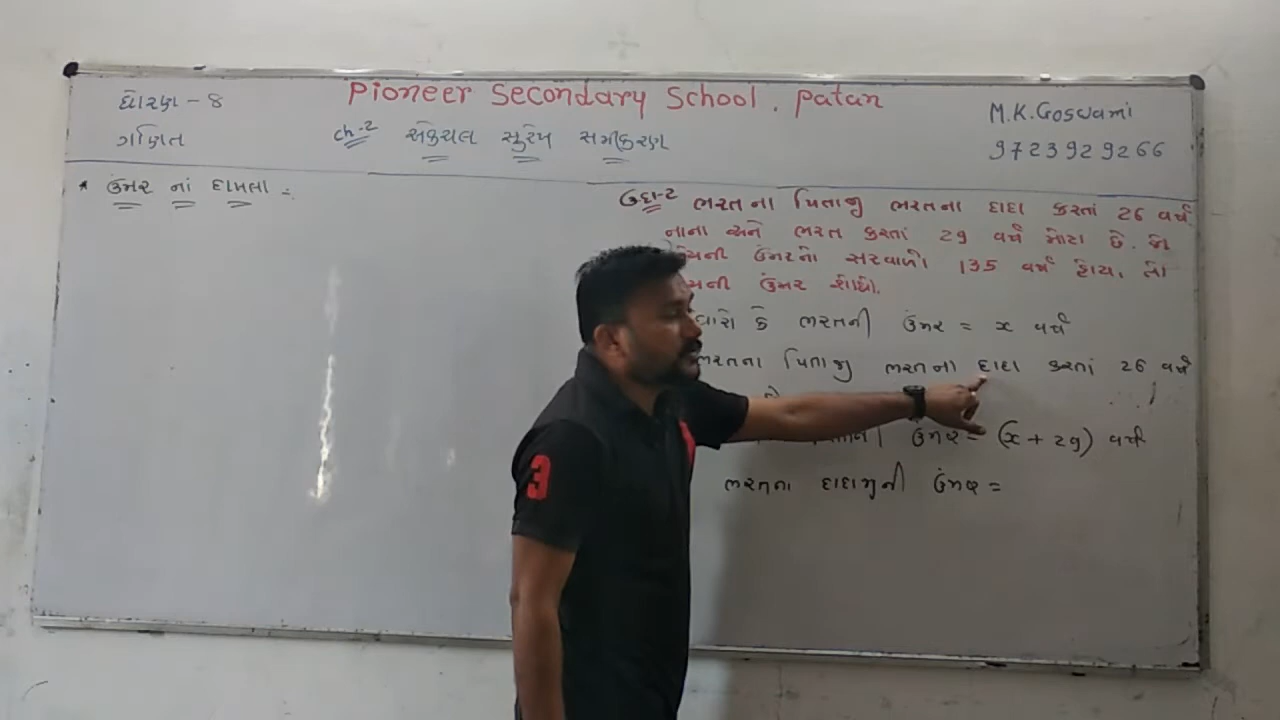 ધોરણ - ૮
Pioneer Secondary School. Patan
M.K.Goswami
ગણિત
ch-2 એકચલ સુરેખ સમીકરણ
9723929266
* ઉંમર નાં દાખલા :-
ઉદા-2 ભરતના પિતાજી ભરતના દાદા કરતાં 26 વર્ષ
નાના અને ભરત કરતાં 29 વર્ષ મોટા છે. જો
ઉંમરનો સરવાળો 135 વર્ષ હોય, તો
ઉંમર શોધો.
ધારો કે ભરતની ઉંમર = x વર્ષ
ભરતના પિતાજી ભરતના દાદા કરતાં 26 વર્ષ
ઉંમર = (x + 29) વર્ષ
ભરતના દાદાજીની ઉંમર =
3